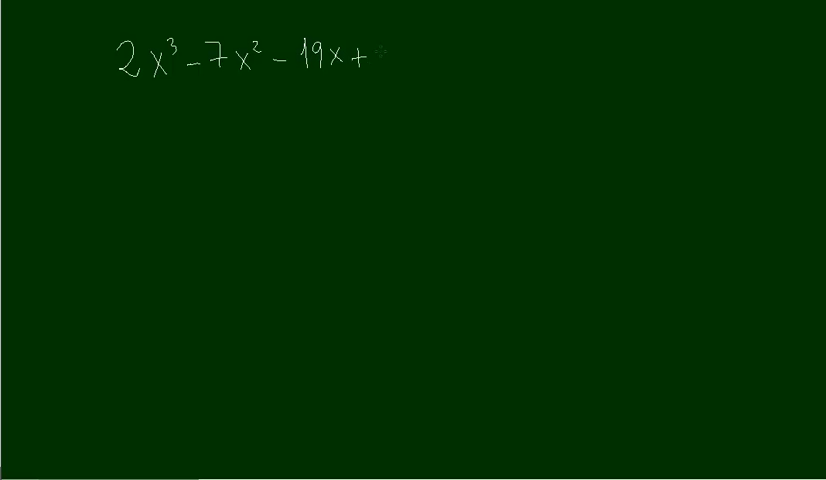 2x³ - 7x² - 19x +